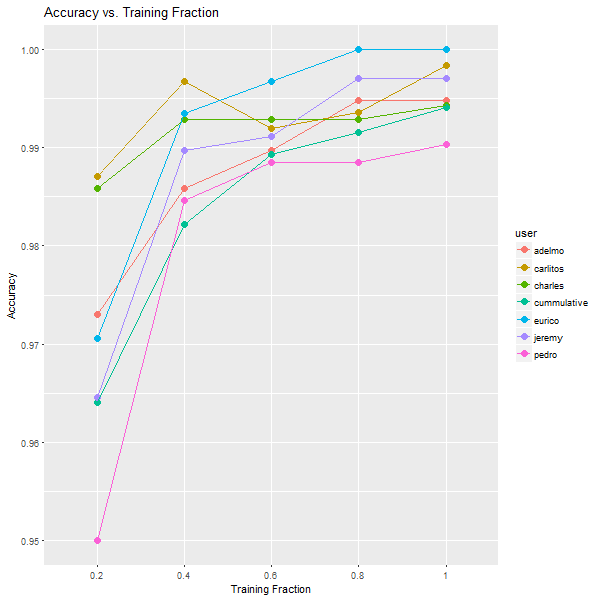 Accuracy vs. Training Fraction
1.00
0.99
0.98
0.97
0.96
0.95
Accuracy
0.2 0.4 0.6 0.8 1
Training Fraction
user
adelmo
carlitos
charles
cummulative
eurico
jeremy
pedro